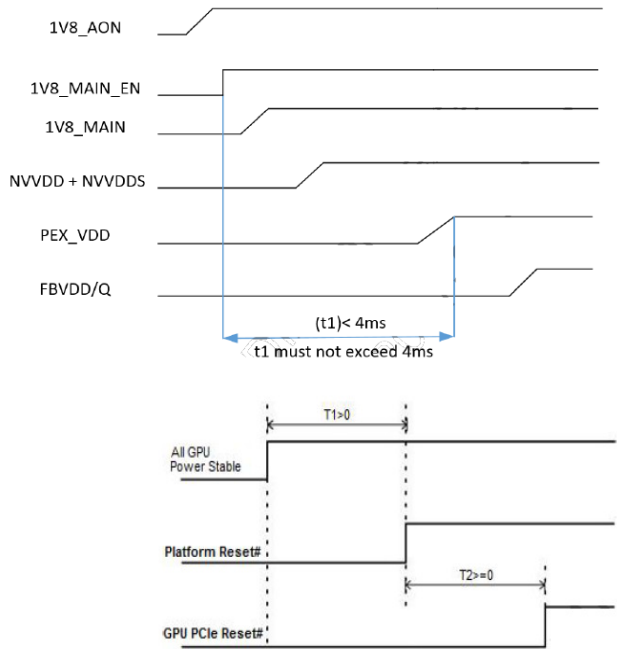 1V8_AON
1V8_MAIN_EN
1V8_MAIN
NVVDD + NVVDDS
PEX_VDD
FBVDD/Q
(t1)< 4ms
t1 must not exceed 4ms
T1>0
All GPU
Power Stable
Platform Reset#
T2>=0
GPU PCIe Reset#